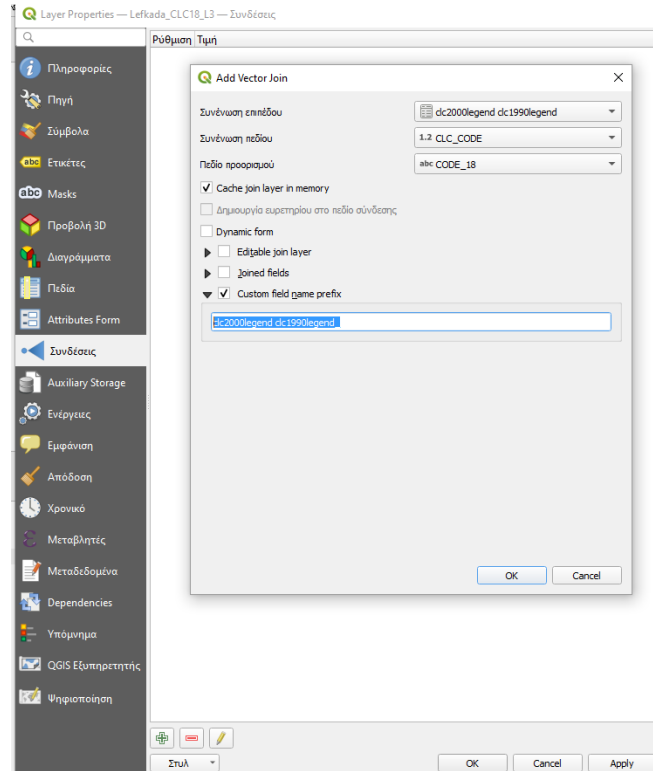 Layer Properties — Lefkada_CLC18_L3 — Συνδέσεις
Ρύθμιση Τιμή
Πληροφορίες
Πηγή
Σύμβολα
abc Ετικέτες
abc Masks
Προβολή 3D
Διαγράμματα
Πεδία
Attributes Form
Συνδέσεις
Auxiliary Storage
Ενέργειες
Εμφάνιση
Απόδοση
Χρονικό
Μεταβλητές
Μεταδεδομένα
Dependencies
Υπόμνημα
QGIS Εξυπηρετητής
Ψηφιοποίηση
Add Vector Join
Συνένωση επιπέδου clc2000legend clc1990legend
Συνένωση πεδίου 1.2 CLC_CODE
Πεδίο προορισμού abc CODE_18
Cache join layer in memory
Δημιουργία ευρετηρίου στο πεδίο σύνδεσης
Dynamic form
Editable join layer
Joined fields
Custom field name prefix
clc2000legend clc1990legend_
OK Cancel
Στυλ
OK Cancel Apply